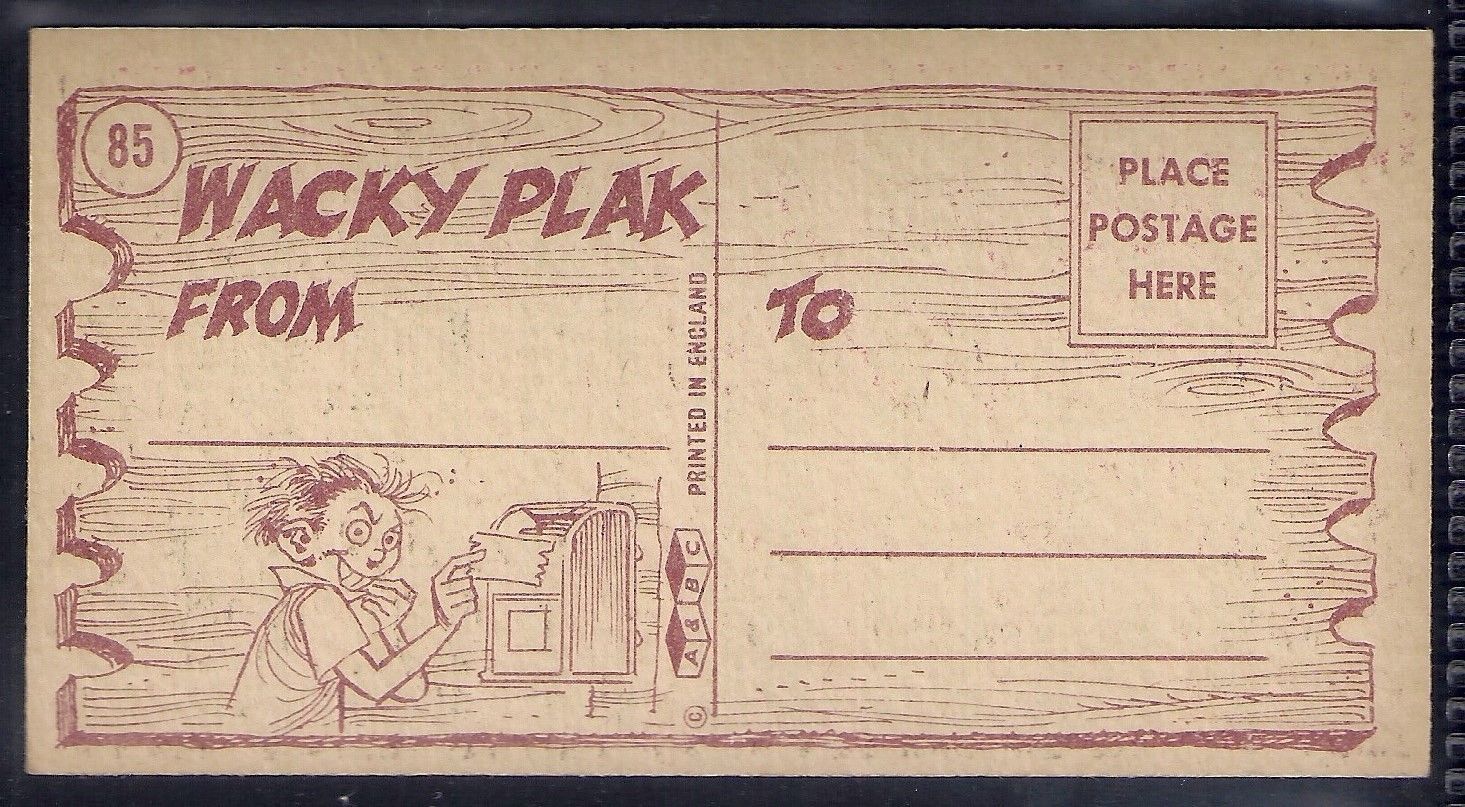 85
WACKY PLAK
FROM
PRINTED IN ENGLAND
A & B C
©
TO
PLACE
POSTAGE
HERE